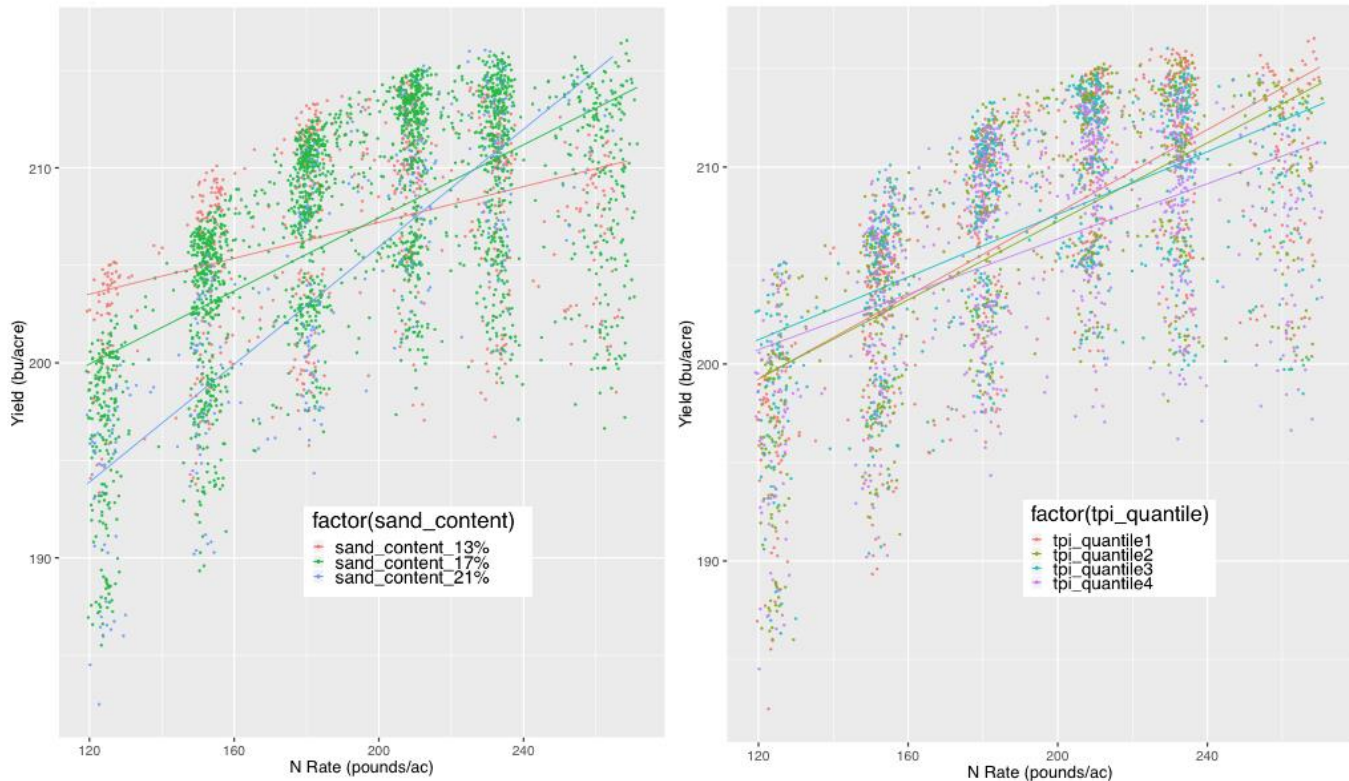 210
200
190
Yield (bu/acre)
factor(sand_content)
sand_content_13%
sand_content_17%
sand_content_21%
120
160
200
240
N Rate (pounds/ac)
210
200
190
Yield (bu/acre)
factor(tpi_quantile)
tpi_quantile1
tpi_quantile2
tpi_quantile3
tpi_quantile4
120
160
200
240
N Rate (pounds/ac)